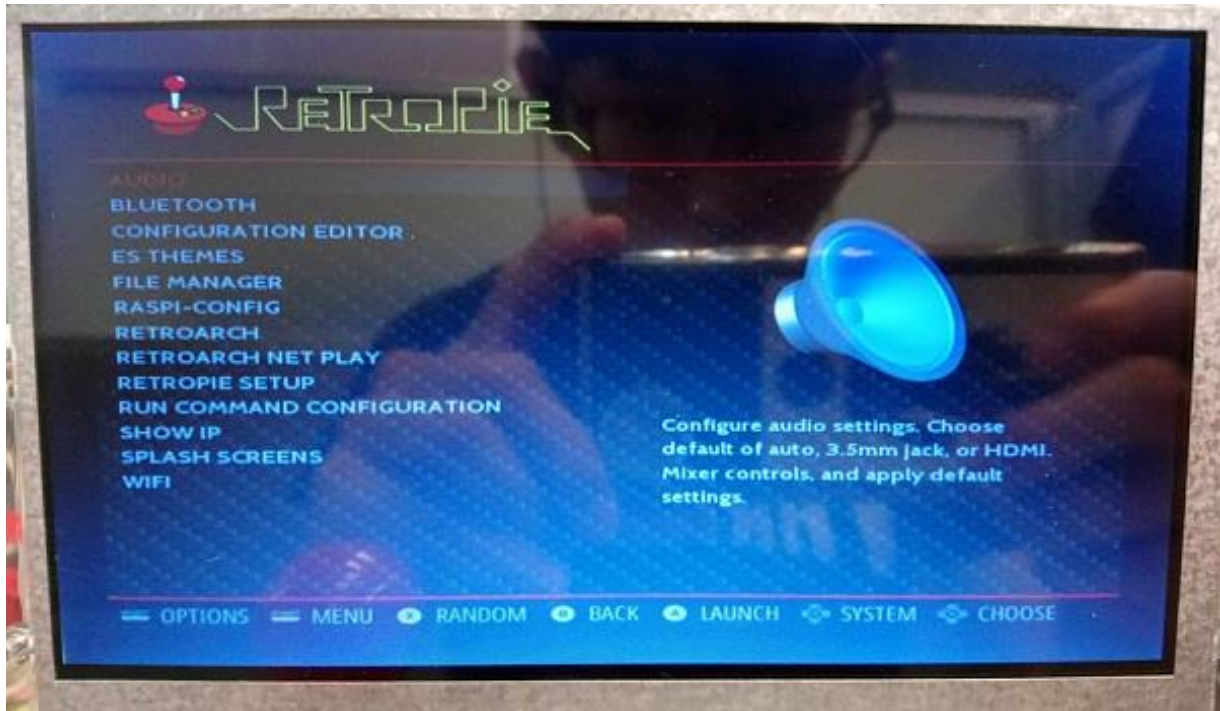 RETROPIE
AUDIO
BLUETOOTH
CONFIGURATION EDITOR
ES THEMES
FILE MANAGER
RASPI-CONFIG
RETROARCH
RETROARCH NET PLAY
RETROPIE SETUP
RUN COMMAND CONFIGURATION
SHOW IP
SPLASH SCREENS
WIFI
Configure audio settings. Choose
default of auto, 3.5mm jack, or HDMI.
Mixer controls, and apply default
settings.
OPTIONS MENU X RANDOM B BACK A LAUNCH SYSTEM CHOOSE